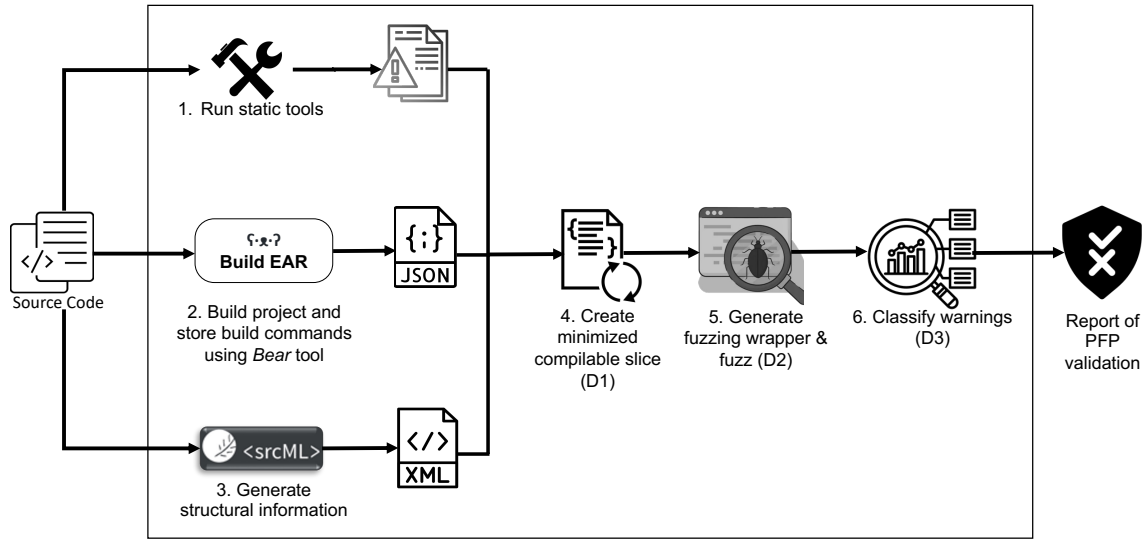 1. Run static tools
</>
Source Code
ʕ·ᴥ·ʔ
Build EAR
{;}
JSON
2. Build project and
store build commands
using Bear tool
{ }
4. Create
minimized
compilable slice
(D1)
5. Generate
fuzzing wrapper &
fuzz (D2)
6. Classify warnings
(D3)
Report of
PFP
validation
<srcML>
</>
XML
3. Generate
structural information